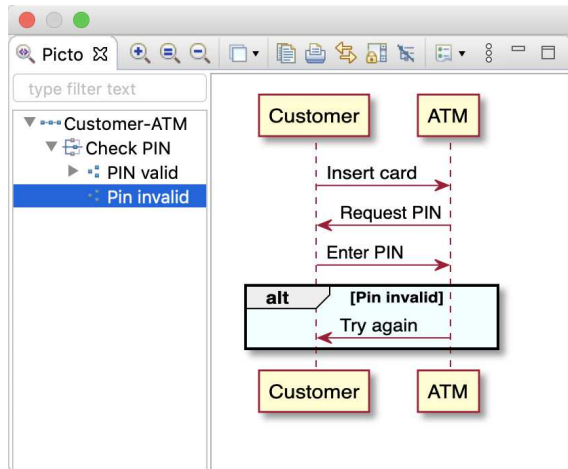 Picto
type filter text
Customer-ATM
Check PIN
PIN valid
Pin invalid
Customer ATM
Insert card
Request PIN
Enter PIN
alt [Pin invalid]
Try again
Customer ATM